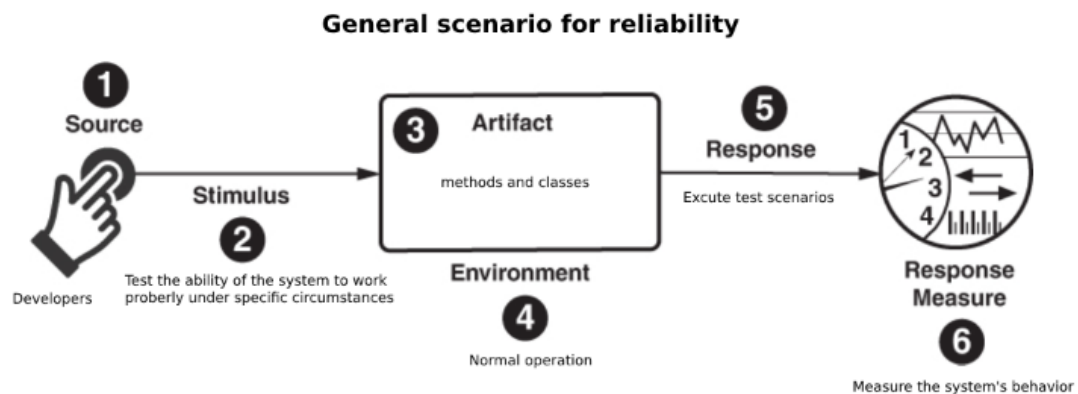 General scenario for reliability
1
Source
Stimulus
2
Test the ability of the system to work
proberly under specific circumstances
Developers
3
Artifact
methods and classes
Environment
4
Normal operation
5
Response
Excute test scenarios
1
2
3
4
Response
Measure
6
Measure the system's behavior